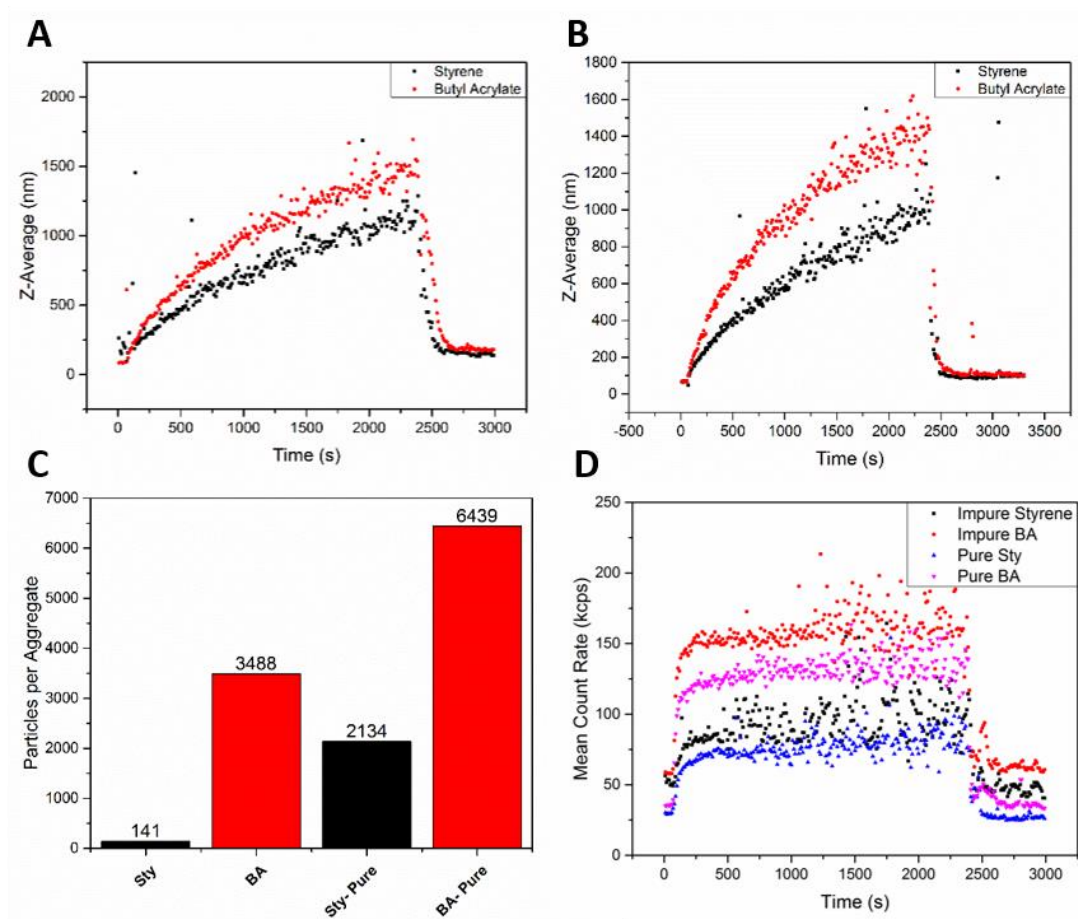 A
Styrene
Butyl Acrylate
2000
1500
1000
500
0
Z-Average (nm)
0 500 1000 1500 2000 2500 3000
Time (s)
B
Styrene
Butyl Acrylate
1800
1600
1400
1200
1000
800
600
400
200
0
Z-Average (nm)
-500 0 500 1000 1500 2000 2500 3000 3500
Time (s)
C
7000
6000
5000
4000
3000
2000
1000
0
Particles per Aggregate
141
3488
2134
6439
Sty
BA
Sty- Pure
BA- Pure
D
Impure Styrene
Impure BA
Pure Sty
Pure BA
250
200
150
100
50
0
Mean Count Rate (kcps)
0 500 1000 1500 2000 2500 3000
Time (s)